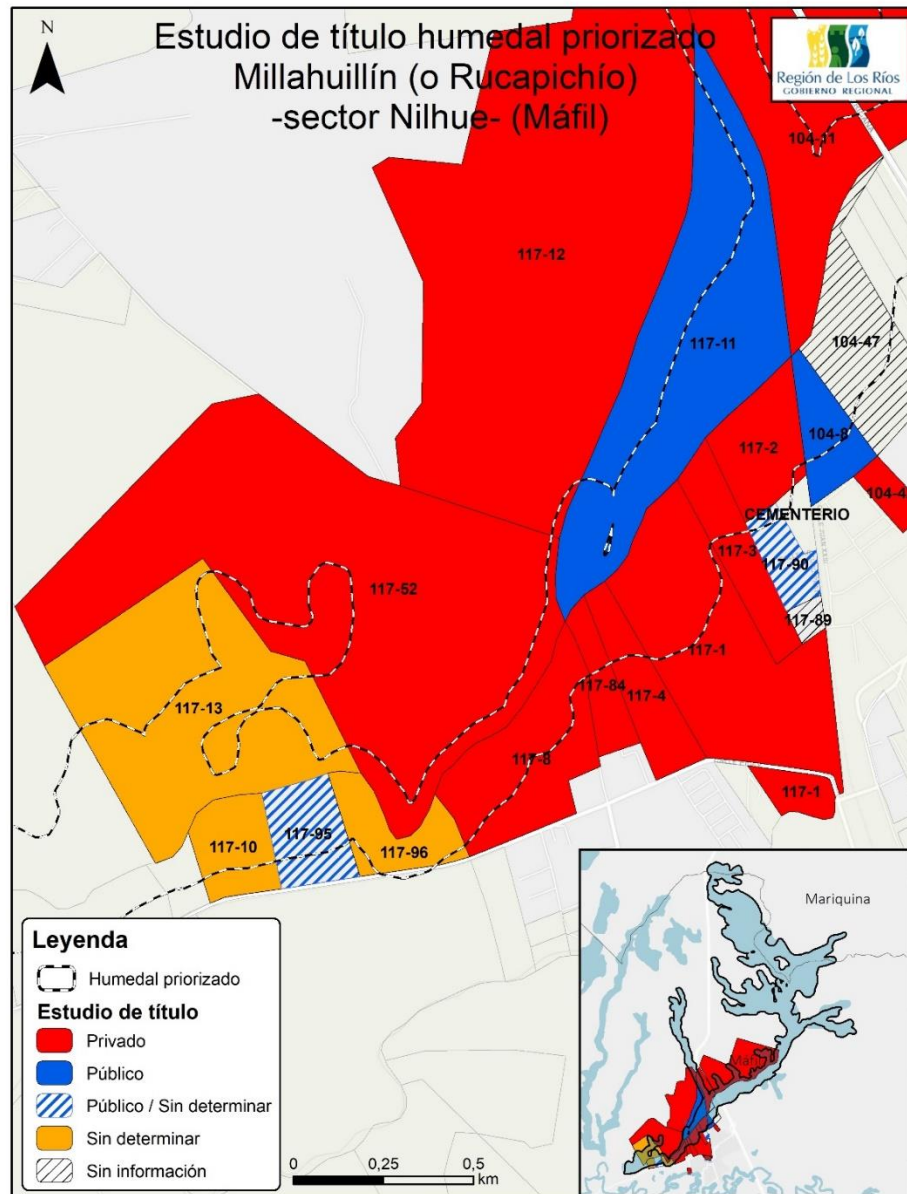 N
Estudio de título humedal priorizado
Millahuillín (o Rucapichío)
-sector Nilhue- (Máfil)
Región de Los Ríos
GOBIERNO REGIONAL
104-11
117-12
117-11
104-47
117-2
104-8
104-4
CEMENTERIO
117-3
117-90
117-52
117-89
117-1
117-84
117-4
117-13
117-8
117-1
117-10
117-95
117-96
Leyenda
Humedal priorizado
Estudio de título
Privado
Público
Público / Sin determinar
Sin determinar
Sin información
0 0,25 0,5
km
Mariquina